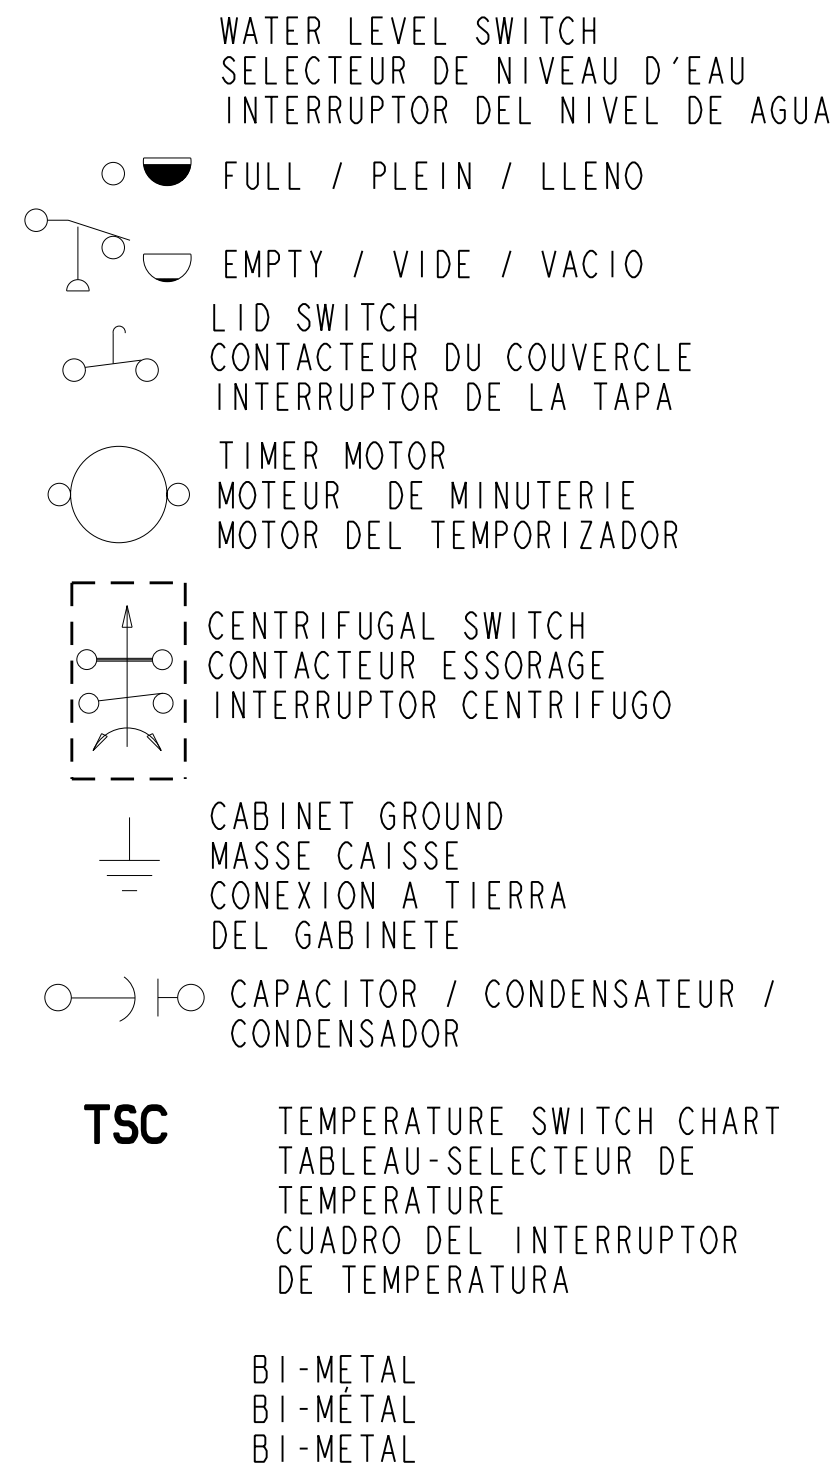 WATER LEVEL SWITCH
SELECTEUR DE NIVEAU D'EAU
INTERRUPTOR DEL NIVEL DE AGUA
FULL / PLEIN / LLENO
EMPTY / VIDE / VACIO
LID SWITCH
CONTACTEUR DU COUVERCLE
INTERRUPTOR DE LA TAPA
TIMER MOTOR
MOTEUR DE MINUTERIE
MOTOR DEL TEMPORIZADOR
CENTRIFUGAL SWITCH
CONTACTEUR ESSORAGE
INTERRUPTOR CENTRIFUGO
CABINET GROUND
MASSE CAISSE
CONEXION A TIERRA
DEL GABINETE
CAPACITOR / CONDENSATEUR /
CONDENSADOR
TSC TEMPERATURE SWITCH CHART
TABLEAU-SELECTEUR DE
TEMPERATURE
CUADRO DEL INTERRUPTOR
DE TEMPERATURA
BI-METAL
BI-MÉTAL
BI-METAL